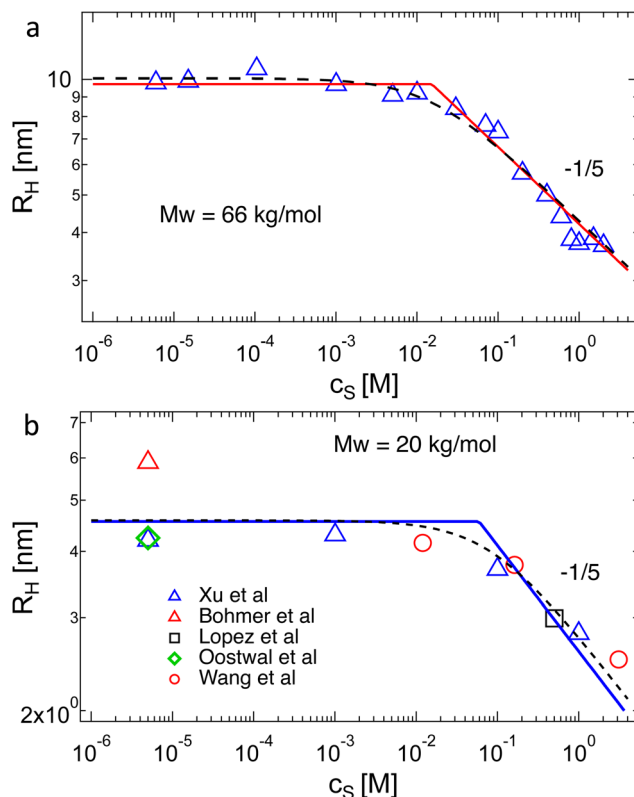 a
10
9
8
7
6
5
4
3
R_H [nm]
-1/5
Mw = 66 kg/mol
10^-6 10^-5 10^-4 10^-3 10^-2 10^-1 10^0
c_S [M]
b
7
6
5
4
3
2x10^0
R_H [nm]
Mw = 20 kg/mol
-1/5
Xu et al
Bohmer et al
Lopez et al
Oostwal et al
Wang et al
10^-6 10^-5 10^-4 10^-3 10^-2 10^-1 10^0
c_S [M]